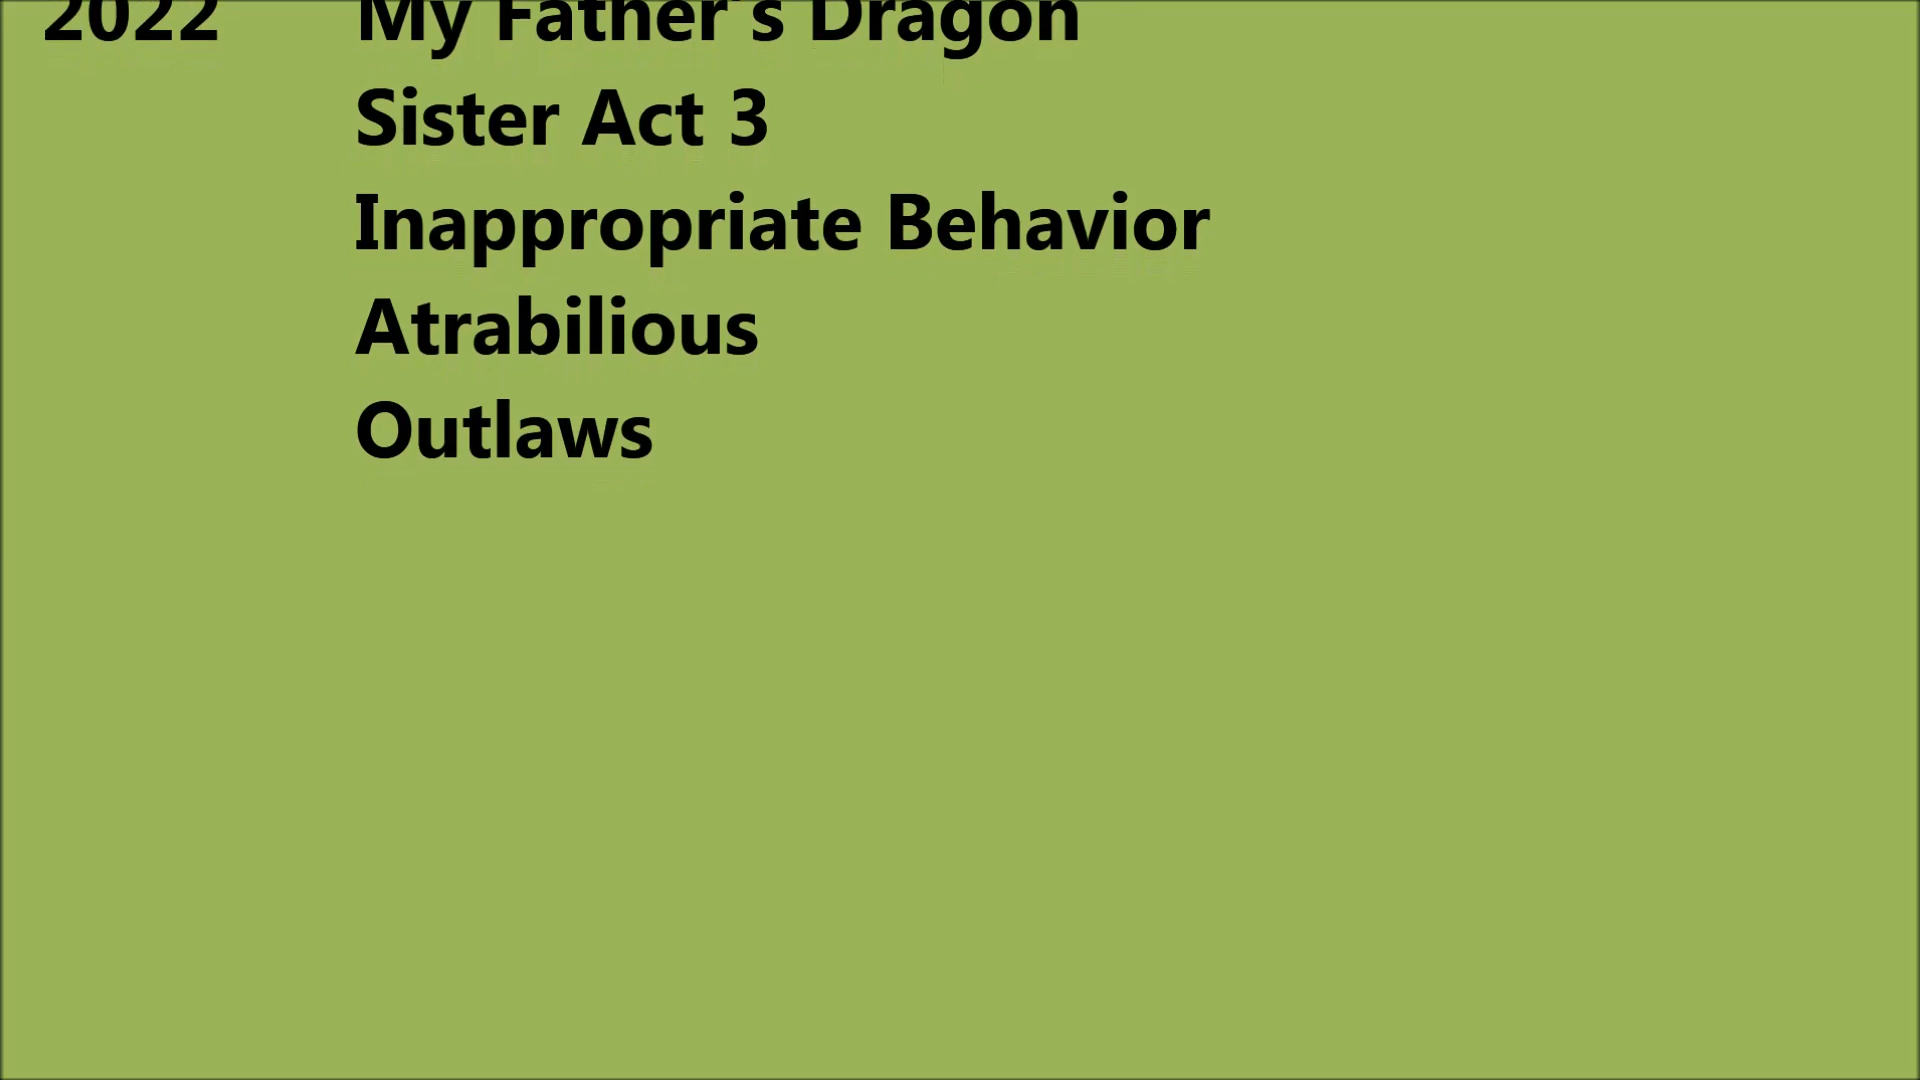 2022 My Father's Dragon
Sister Act 3
Inappropriate Behavior
Atrabilious
Outlaws